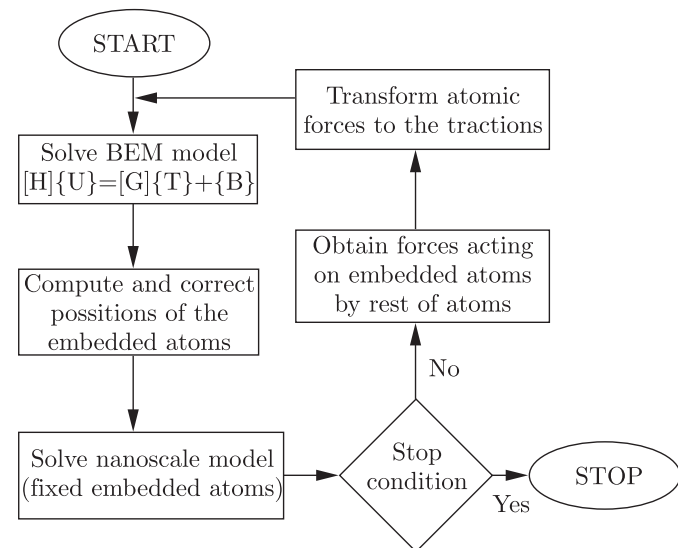 START
Solve BEM model
[H]{U}=[G]{T}+{B}
Compute and correct
possitions of the
embedded atoms
Solve nanoscale model
(fixed embedded atoms)
Stop
condition
Yes
STOP
No
Obtain forces acting
on embedded atoms
by rest of atoms
Transform atomic
forces to the tractions